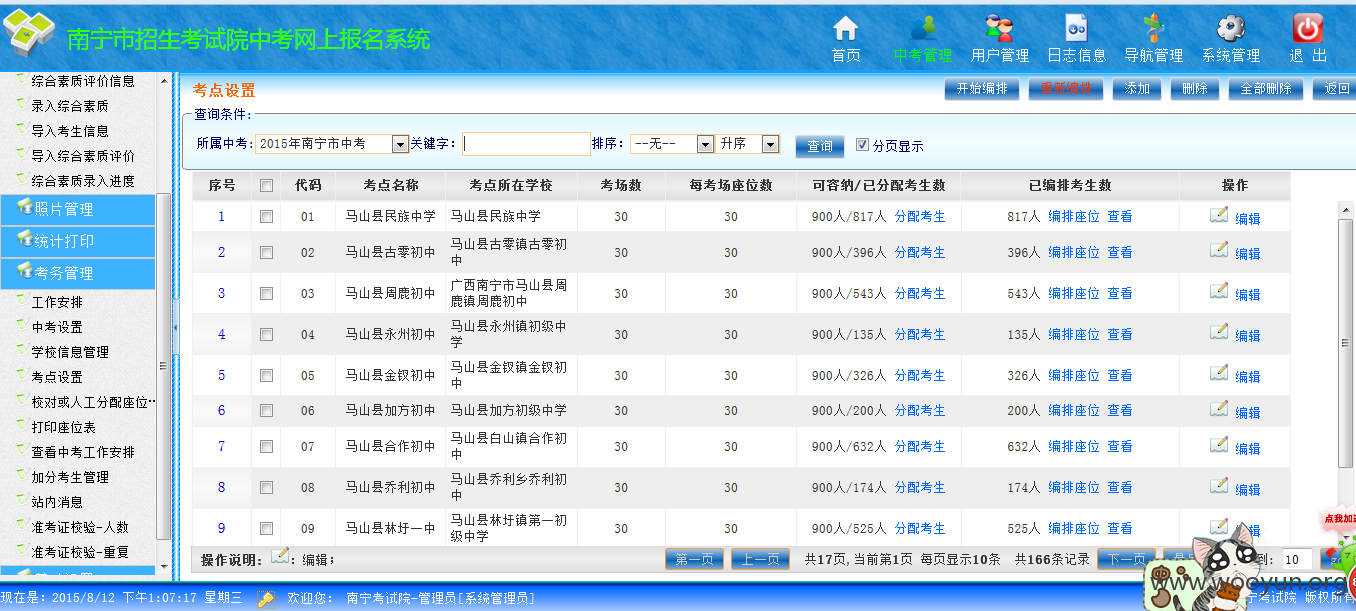 南宁市招生考试院中考网上报名系统
首页 中考管理 用户管理 日志信息 导航管理 系统管理 退 出
综合素质评价信息
录入综合素质
导入考生信息
导入综合素质评价
综合素质录入进度
照片管理
统计打印
考务管理
工作安排
中考设置
学校信息管理
考点设置
校对或人工分配座位…
打印座位表
查看中考工作安排
加分考生管理
站内消息
准考证校验-人数
准考证校验-重复
考点设置 开始编排 重新编排 添加 删除 全部删除 返回
查询条件:
所属中考: 2015年南宁市中考 关键字: 排序: --无-- 升序 查询 分页显示
序号 代码 考点名称 考点所在学校 考场数 每考场座位数 可容纳/已分配考生数 已编排考生数 操作
1 01 马山县民族中学 马山县民族中学 30 30 900人/817人 分配考生 817人 编排座位 查看 编辑
2 02 马山县古零初中 马山县古零镇古零初
中 30 30 900人/396人 分配考生 396人 编排座位 查看 编辑
3 03 马山县周鹿初中 广西南宁市马山县周
鹿镇周鹿初中 30 30 900人/543人 分配考生 543人 编排座位 查看 编辑
4 04 马山县永州初中 马山县永州镇初级中
学 30 30 900人/135人 分配考生 135人 编排座位 查看 编辑
5 05 马山县金钗初中 马山县金钗镇金钗初
中 30 30 900人/326人 分配考生 326人 编排座位 查看 编辑
6 06 马山县加方初中 马山县加方初级中学 30 30 900人/200人 分配考生 200人 编排座位 查看 编辑
7 07 马山县合作初中 马山县白山镇合作初
中 30 30 900人/632人 分配考生 632人 编排座位 查看 编辑
8 08 马山县乔利初中 马山县乔利乡乔利初
中 30 30 900人/174人 分配考生 174人 编排座位 查看 编辑
9 09 马山县林圩一中 马山县林圩镇第一初
级中学 30 30 900人/525人 分配考生 525人 编排座位 查看 辑
操作说明: : 编辑; 第一页 上一页 共17页,当前第1页 每页显示10条 共166条记录 下一页 到: 10
点我加速
www.wooyun.org
现在是: 2015/8/12 下午1:07:17 星期三 欢迎您: 南宁考试院-管理员[系统管理员] 宁考试院 版权所有